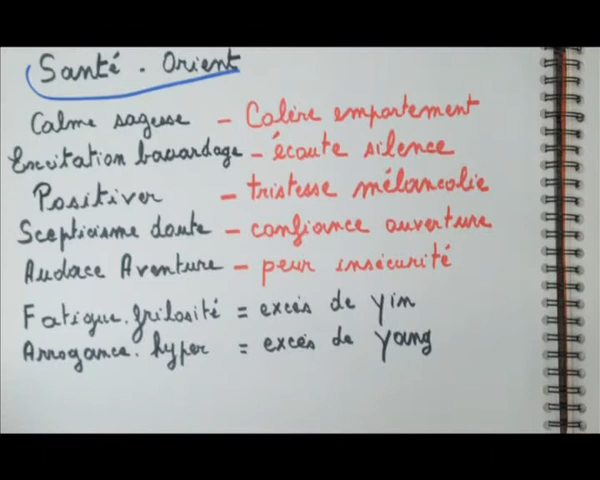 Santé. Orient
Calme sagesse - Colère emportement
Excitation bavardage - écoute silence
Positiver - tristesse mélancolie
Scepticisme doute - confiance ouverture
Audace Aventure - peur insécurité
Fatigue. frilosité = excès de yin
Arrogance. hyper = excès de yang